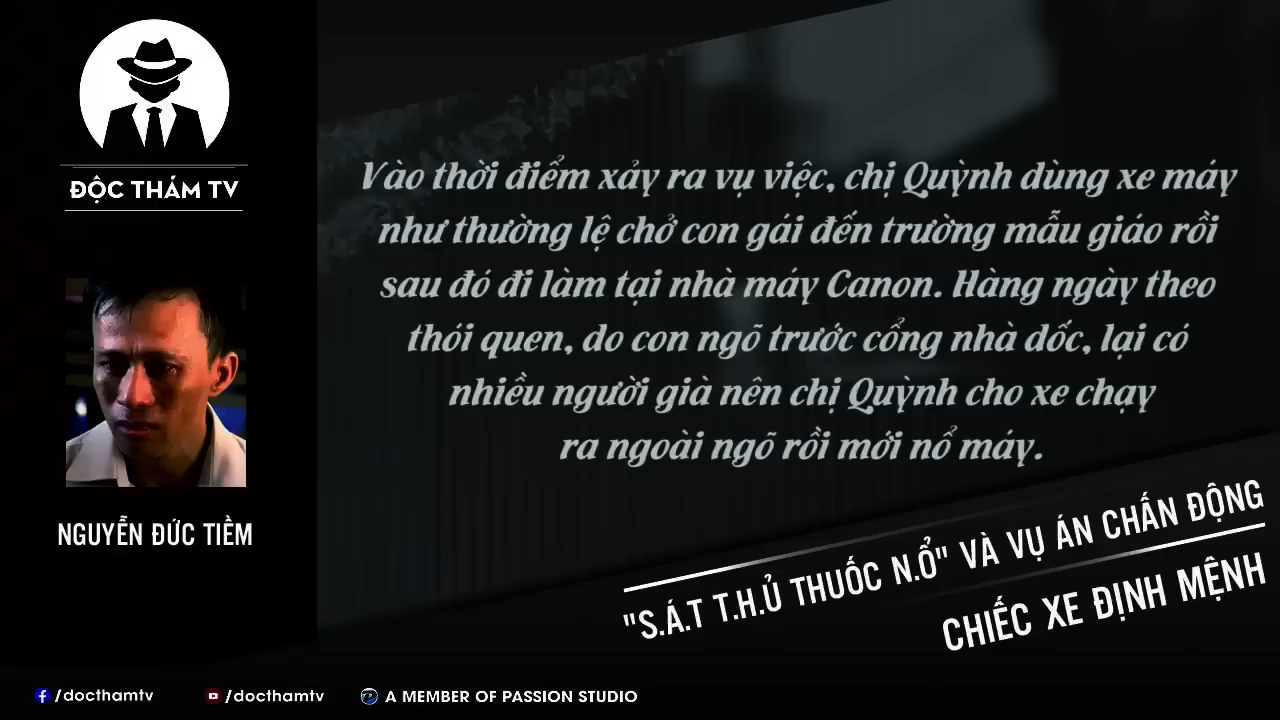 ĐỘC THÁM TV
NGUYỄN ĐỨC TIỀM
Vào thời điểm xảy ra vụ việc, chị Quỳnh dùng xe máy
như thường lệ chở con gái đến trường mẫu giáo rồi
sau đó đi làm tại nhà máy Canon. Hàng ngày theo
thói quen, do con ngõ trước cổng nhà dốc, lại có
nhiều người già nên chị Quỳnh cho xe chạy
ra ngoài ngõ rồi mới nổ máy.
"S.Á.T T.H.Ủ THUỐC N.Ổ" VÀ VỤ ÁN CHẤN ĐỘNG
CHIẾC XE ĐỊNH MỆNH
/docthamtv
/docthamtv
A MEMBER OF PASSION STUDIO